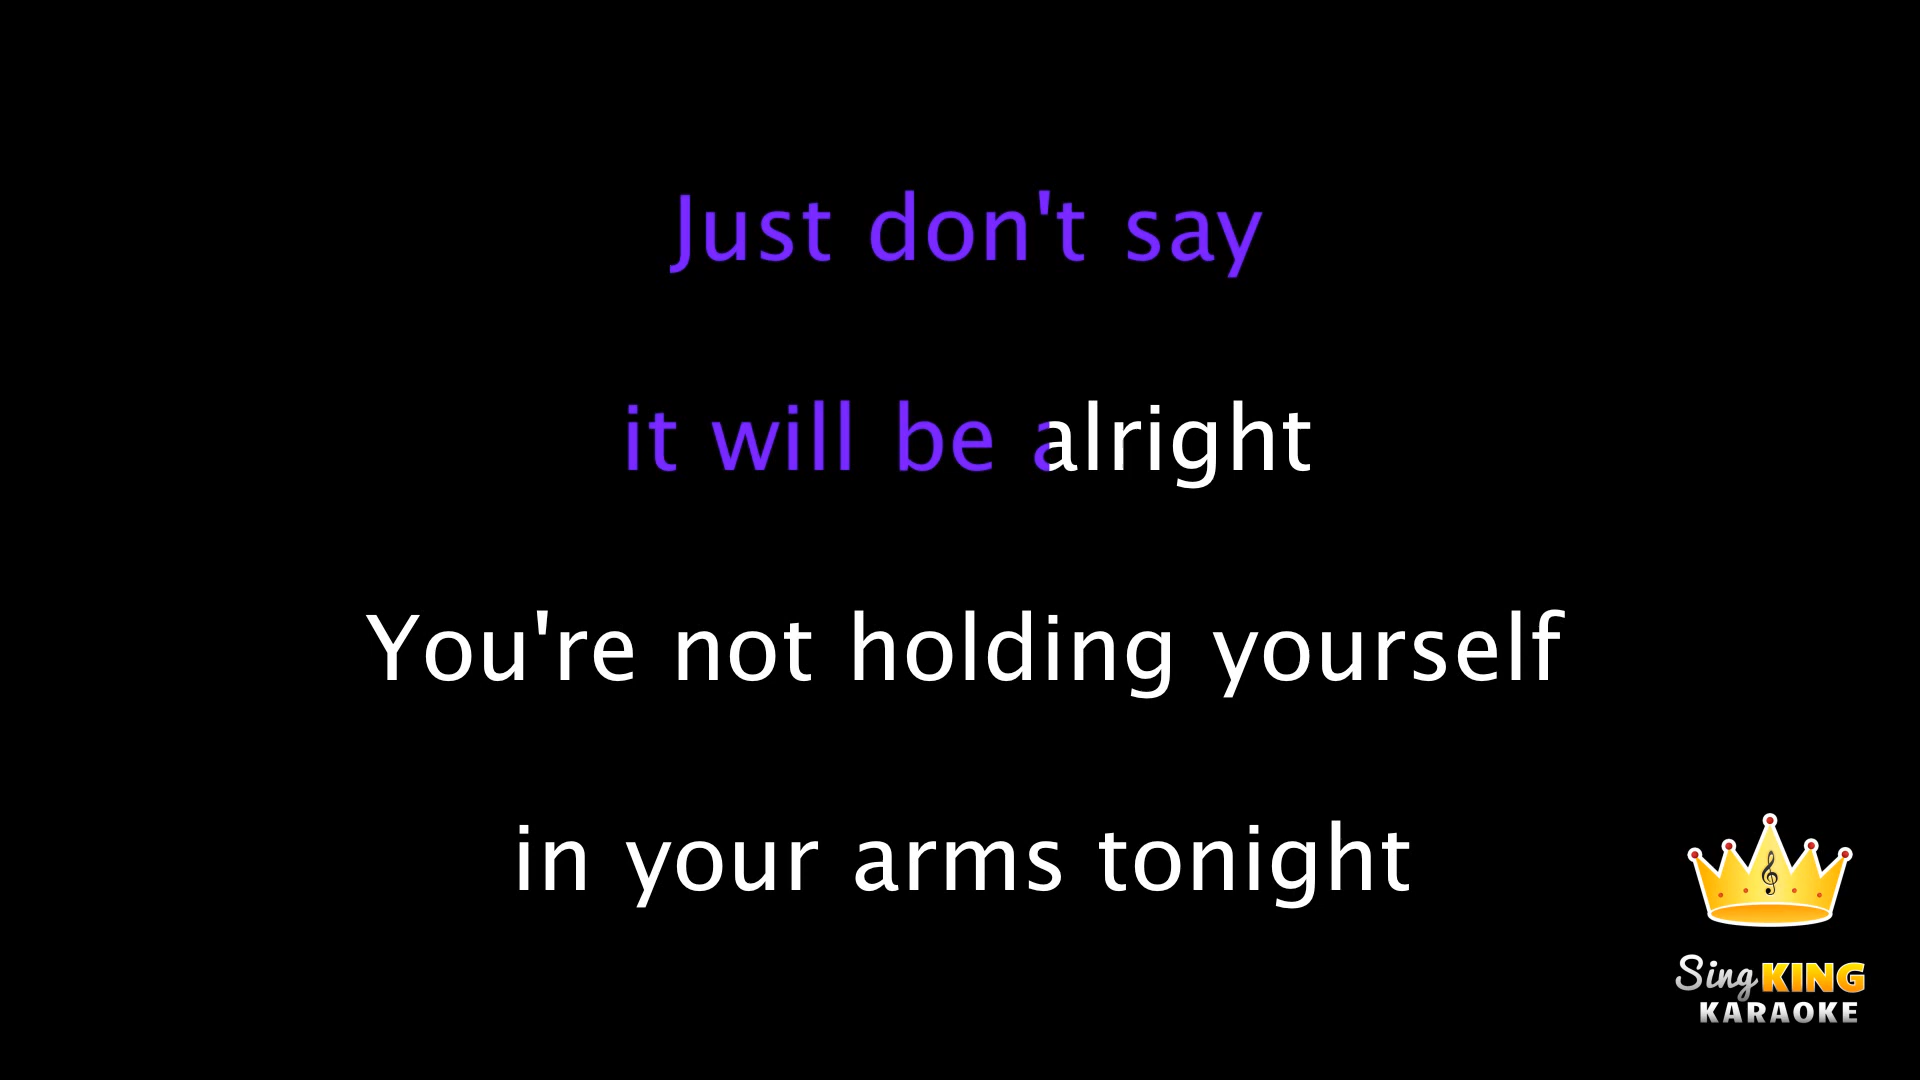 Just don't say
it will be alright
You're not holding yourself
in your arms tonight
Sing KING
KARAOKE